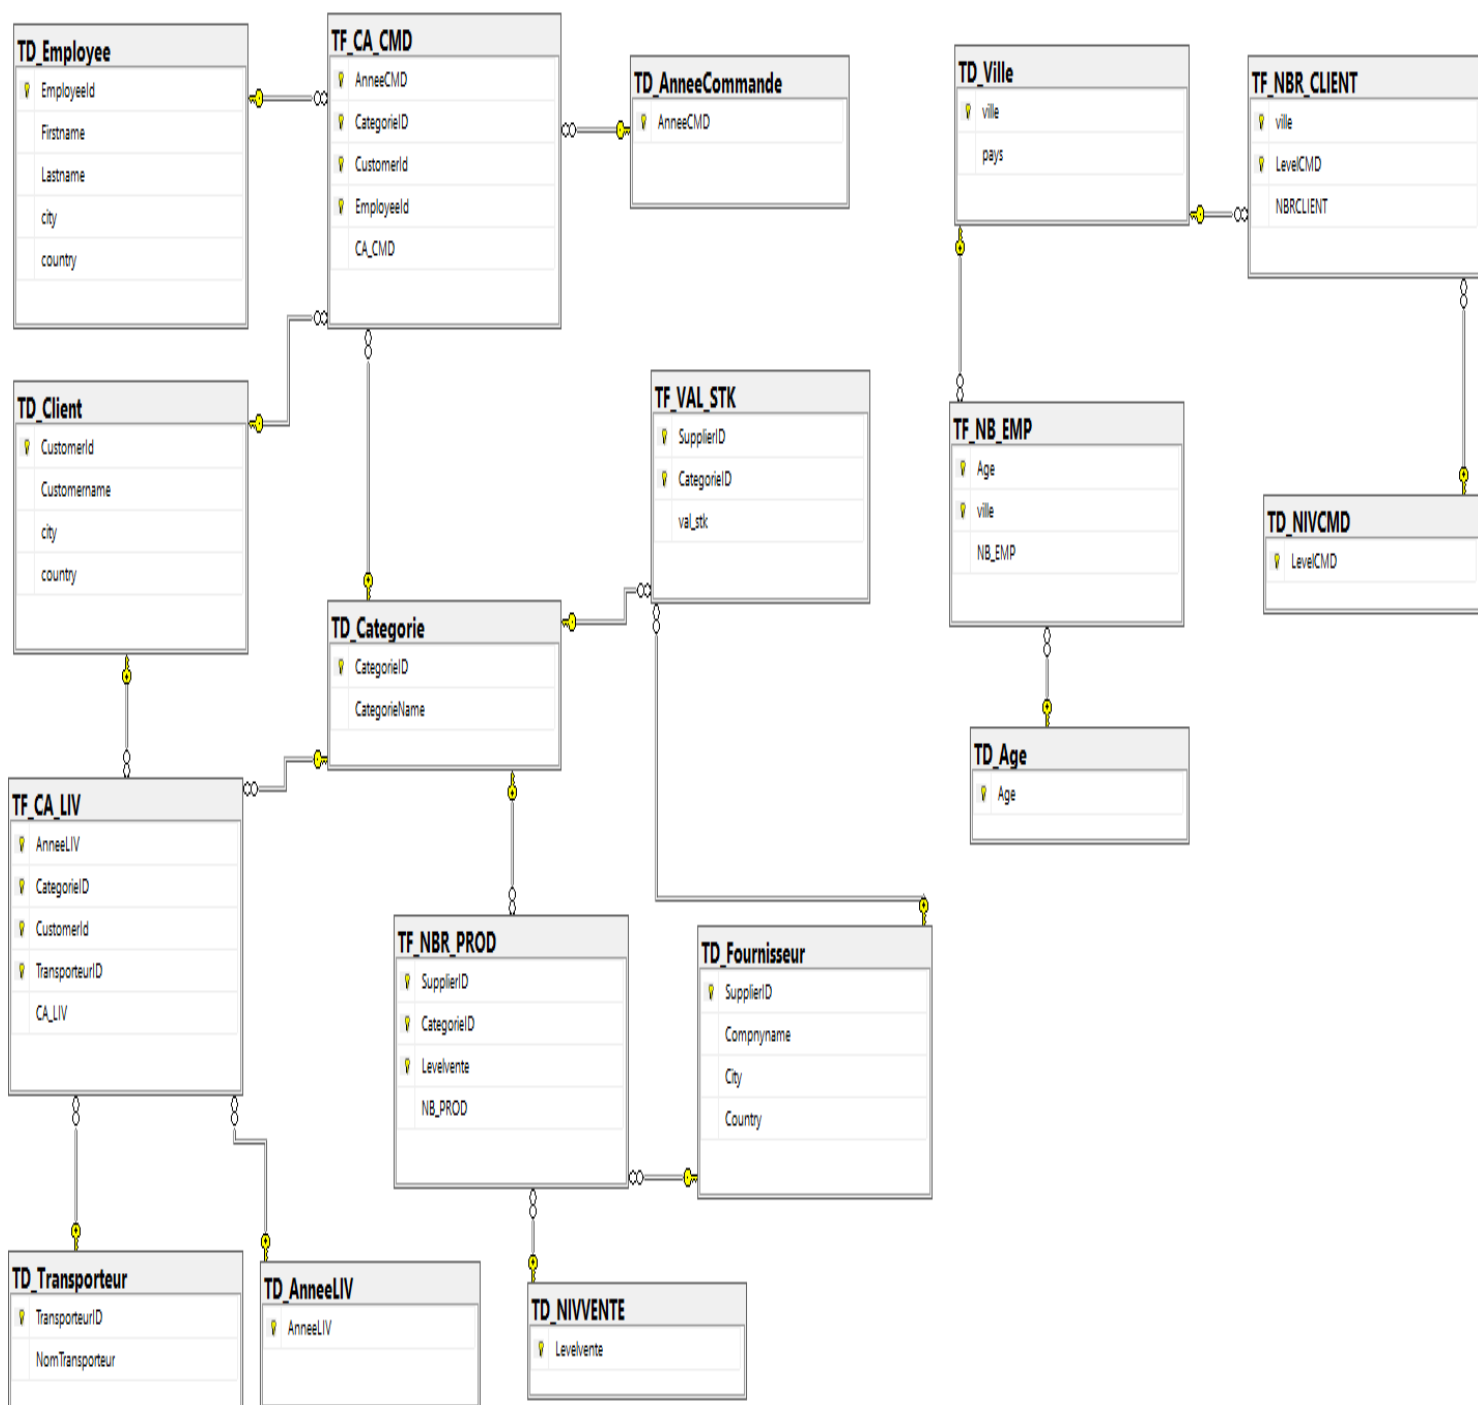 TD_Employee
EmployeeId
Firstname
Lastname
city
country
TF_CA_CMD
AnneeCMD
CategorieID
CustomerId
EmployeeId
CA_CMD
TD_AnneeCommande
AnneeCMD
TD_Ville
ville
pays
TF_NBR_CLIENT
ville
LevelCMD
NBRCLIENT
TD_Client
CustomerId
Customername
city
country
TF_VAL_STK
SupplierID
CategorieID
val_stk
TF_NB_EMP
Age
ville
NB_EMP
TD_NIVCMD
LevelCMD
TD_Categorie
CategorieID
CategorieName
TD_Age
Age
TF_CA_LIV
AnneeLIV
CategorieID
CustomerId
TransporteurID
CA_LIV
TF_NBR_PROD
SupplierID
CategorieID
Levelvente
NB_PROD
TD_Fournisseur
SupplierID
Compnyname
City
Country
TD_Transporteur
TransporteurID
NomTransporteur
TD_AnneeLIV
AnneeLIV
TD_NIVVENTE
Levelvente